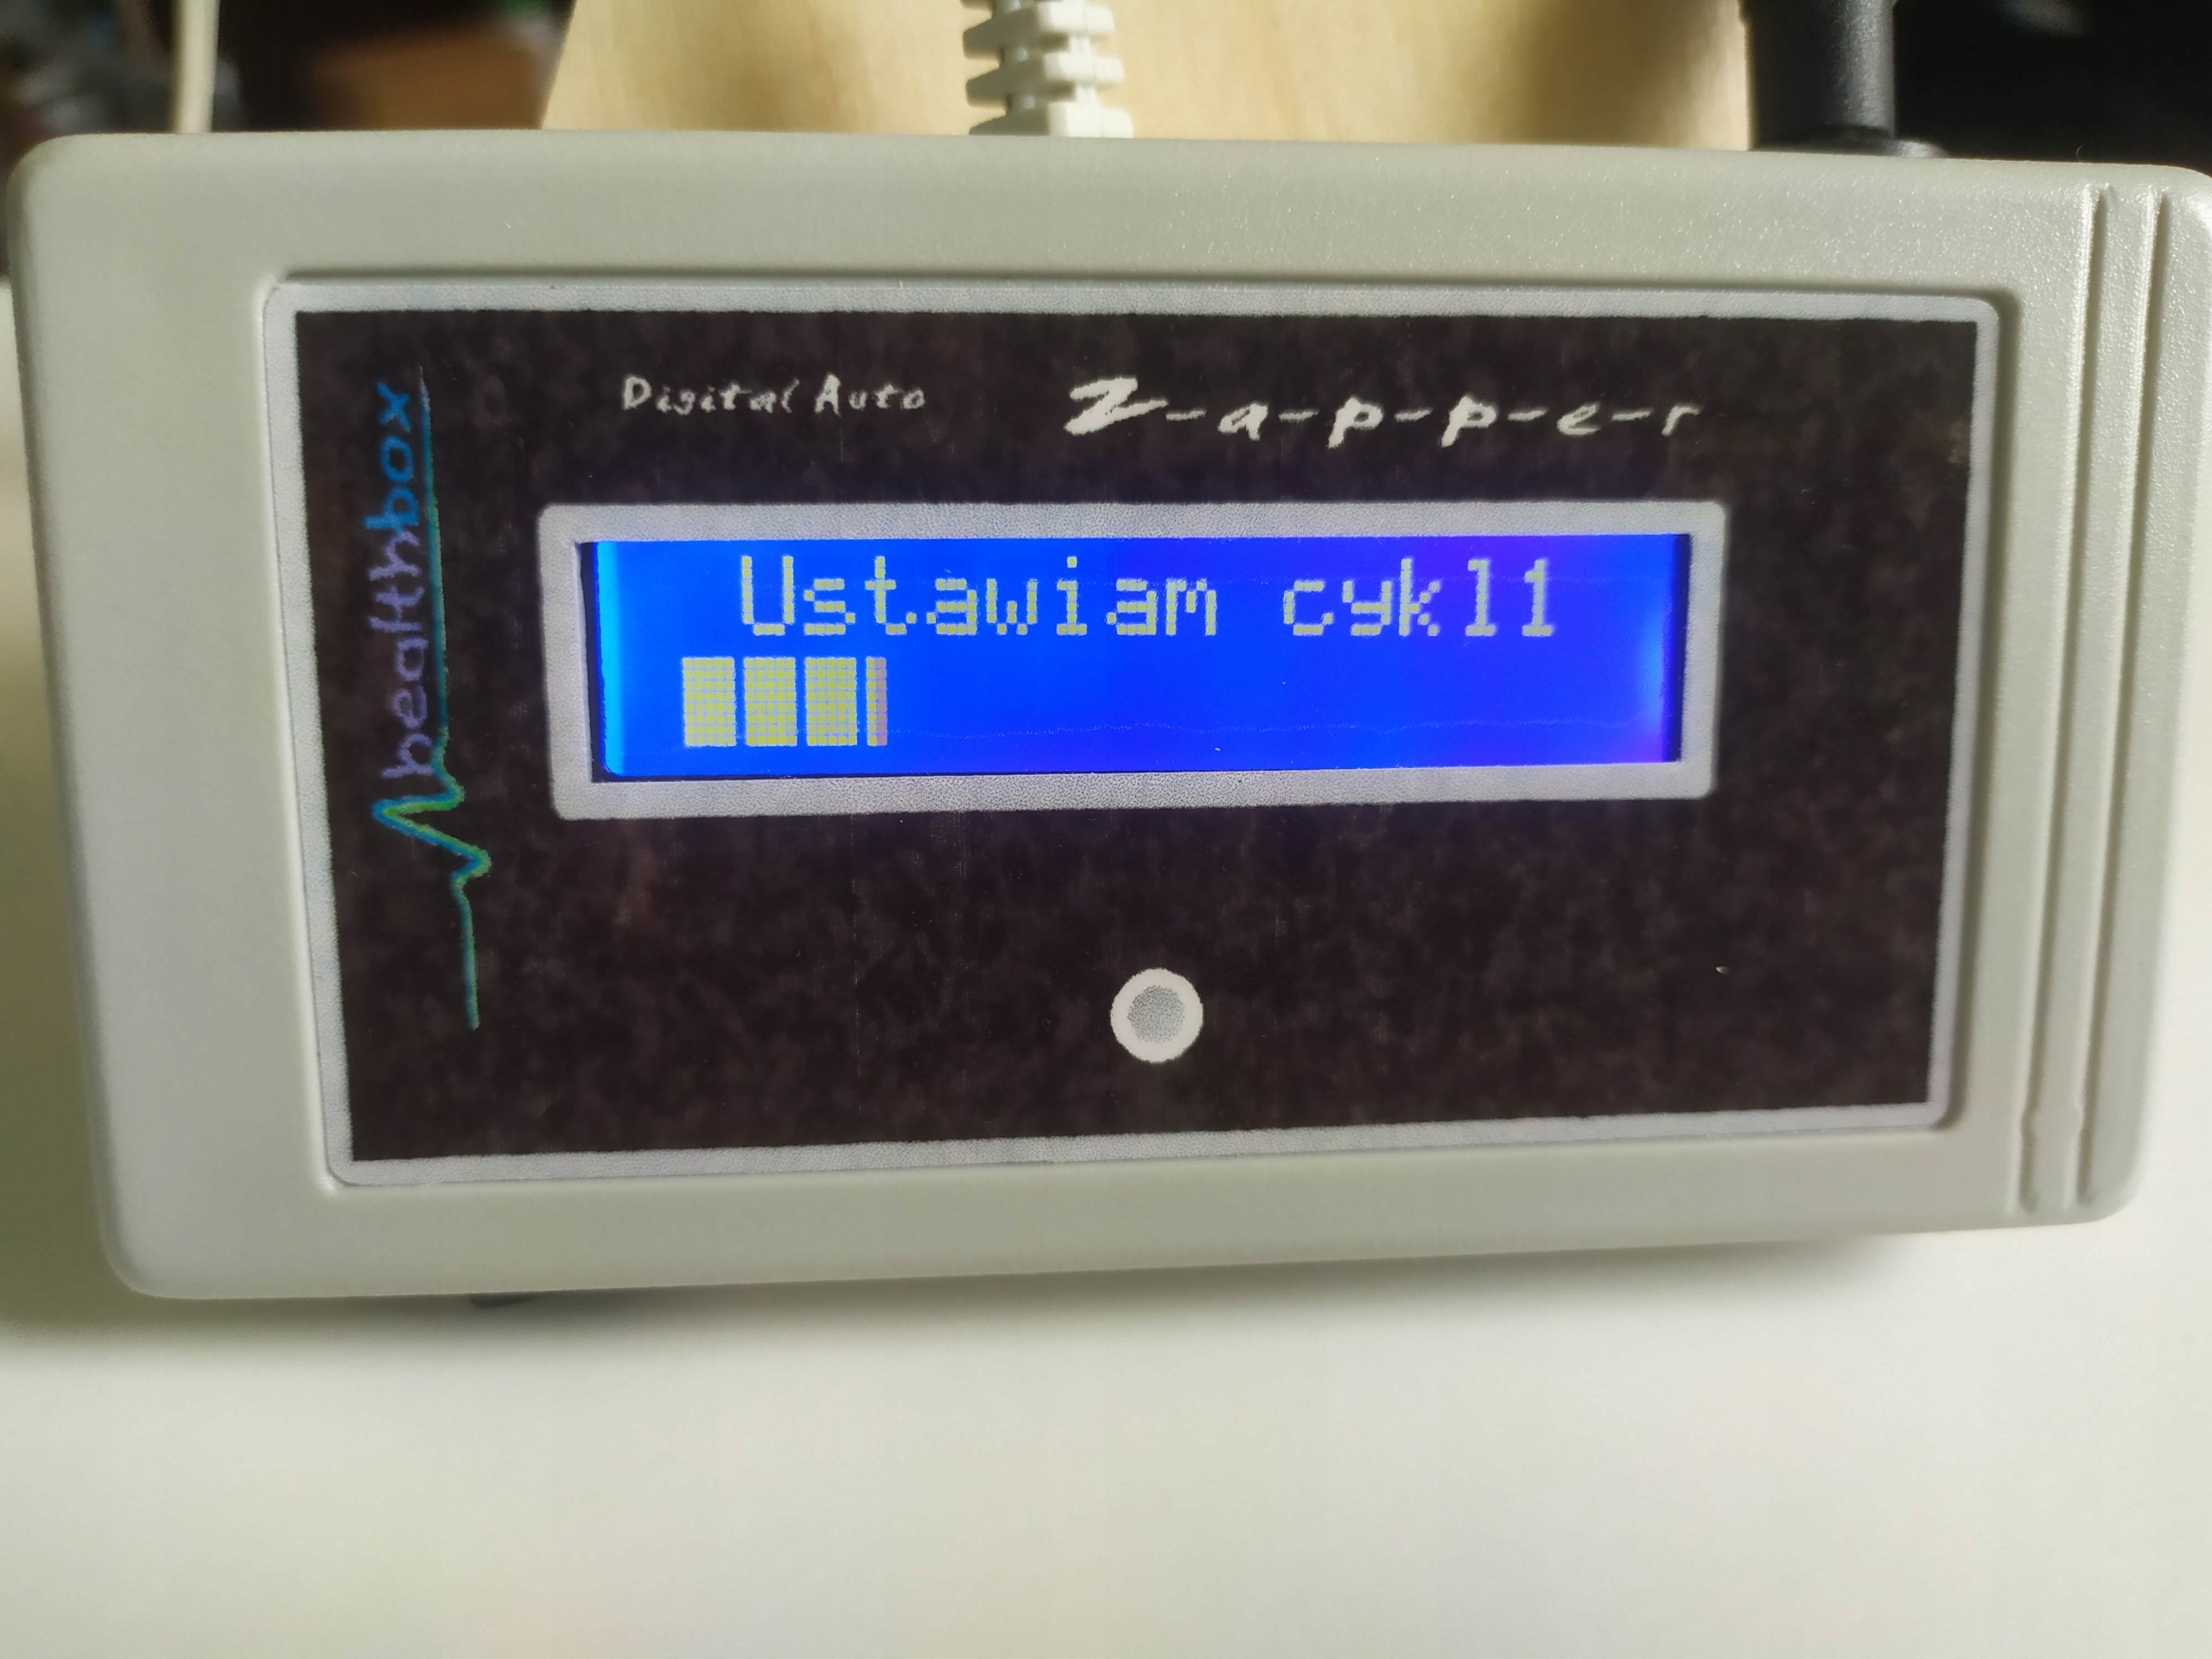 healthbox
Digital Auto
Z-a-p-p-e-r
Ustawiam cykl1